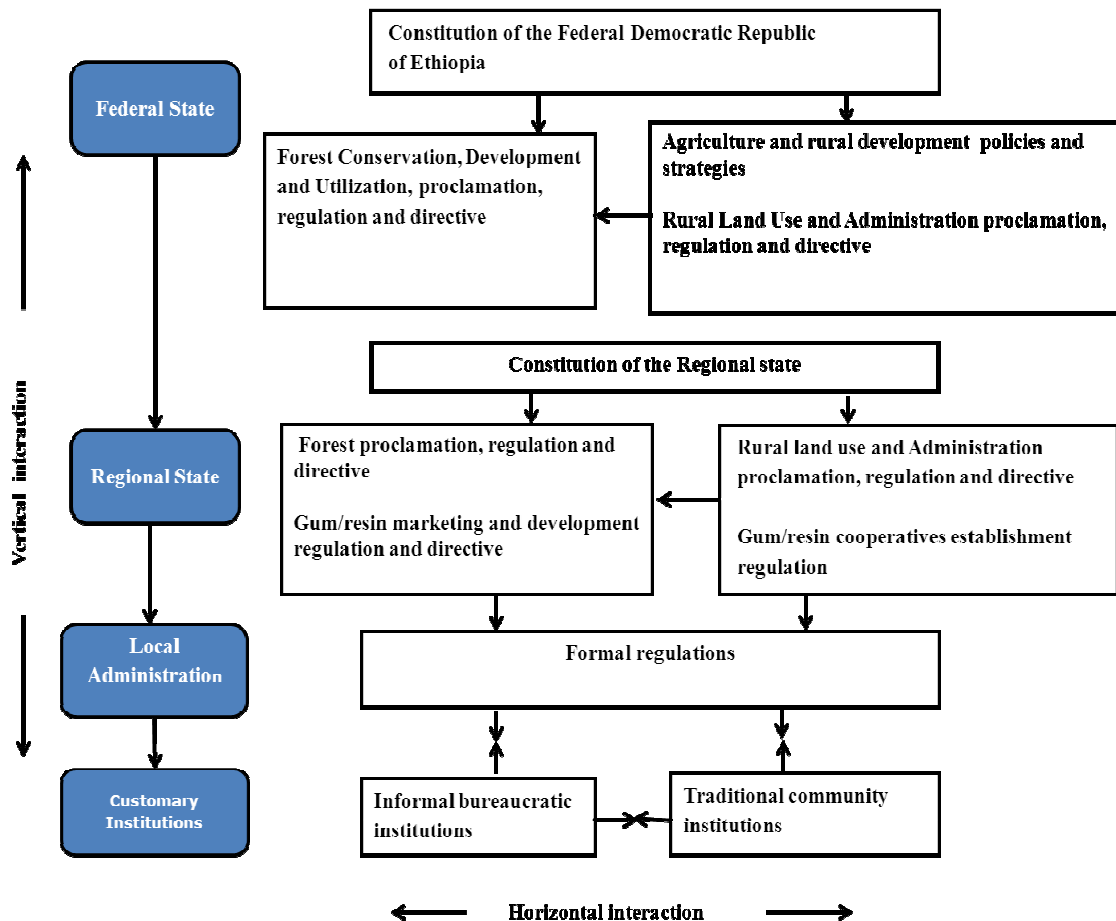 Constitution of the Federal Democratic Republic
of Ethiopia
Federal State
Forest Conservation, Development
and Utilization, proclamation,
regulation and directive
Agriculture and rural development policies and
strategies
Rural Land Use and Administration proclamation,
regulation and directive
Vertical interaction
Constitution of the Regional state
Regional State
Forest proclamation, regulation and
directive
Gum/resin marketing and development
regulation and directive
Rural land use and Administration
proclamation, regulation and directive
Gum/resin cooperatives establishment
regulation
Local
Administration
Formal regulations
Customary
Institutions
Informal bureaucratic
institutions
Traditional community
institutions
Horizontal interaction